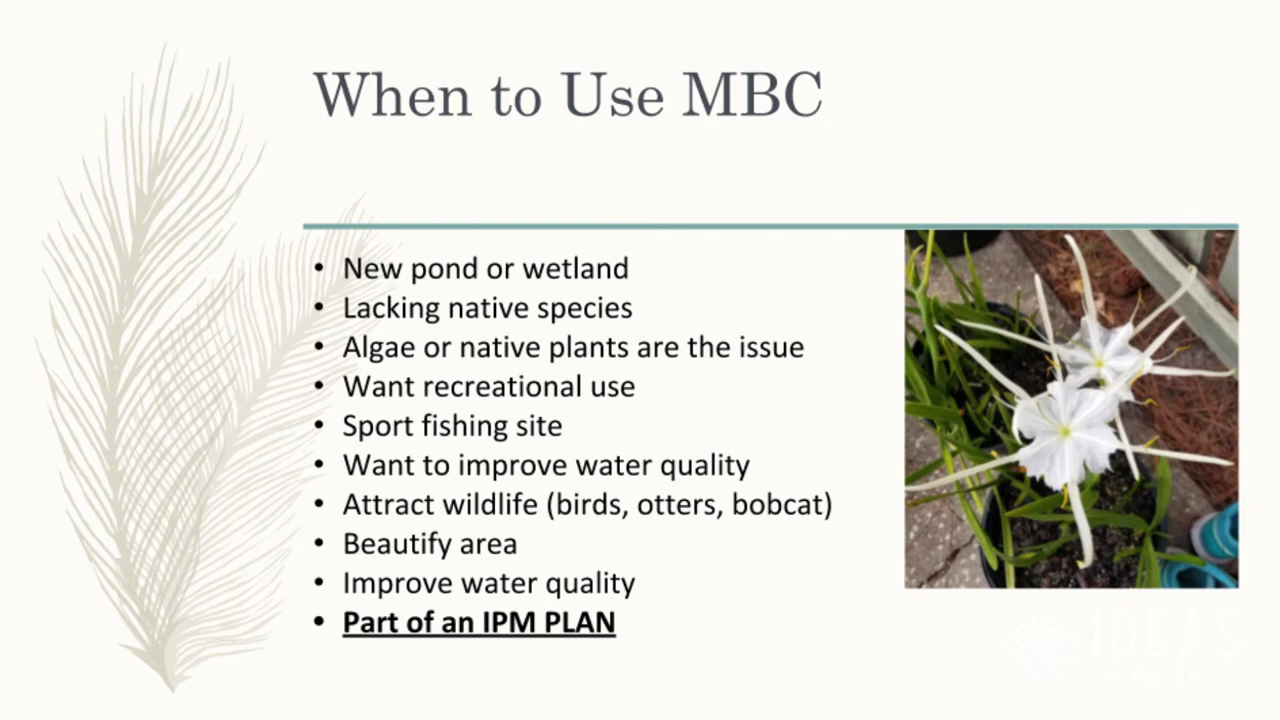 When to Use MBC
• New pond or wetland
• Lacking native species
• Algae or native plants are the issue
• Want recreational use
• Sport fishing site
• Want to improve water quality
• Attract wildlife (birds, otters, bobcat)
• Beautify area
• Improve water quality
• Part of an IPM PLAN
IDEAS